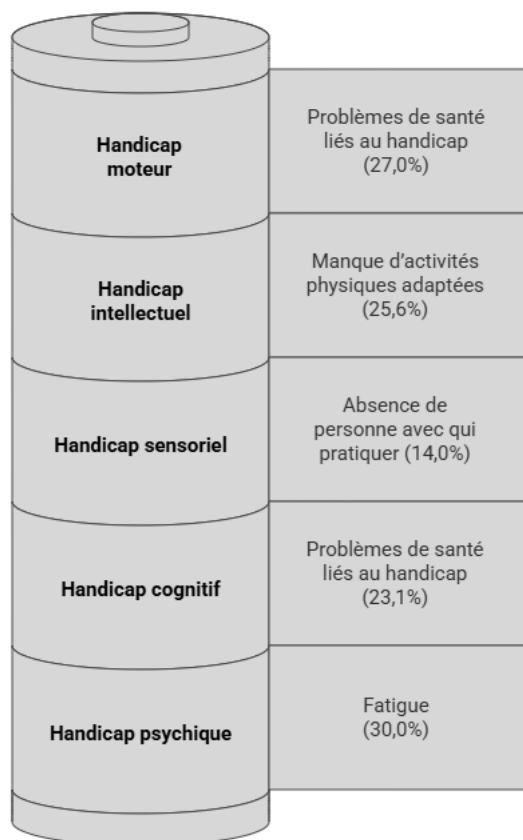 Handicap
moteur
Problèmes de santé
liés au handicap
(27,0%)
Handicap
intellectuel
Manque d’activités
physiques adaptées
(25,6%)
Handicap sensoriel
Absence de
personne avec qui
pratiquer (14,0%)
Handicap cognitif
Problèmes de santé
liés au handicap
(23,1%)
Handicap psychique
Fatigue
(30,0%)